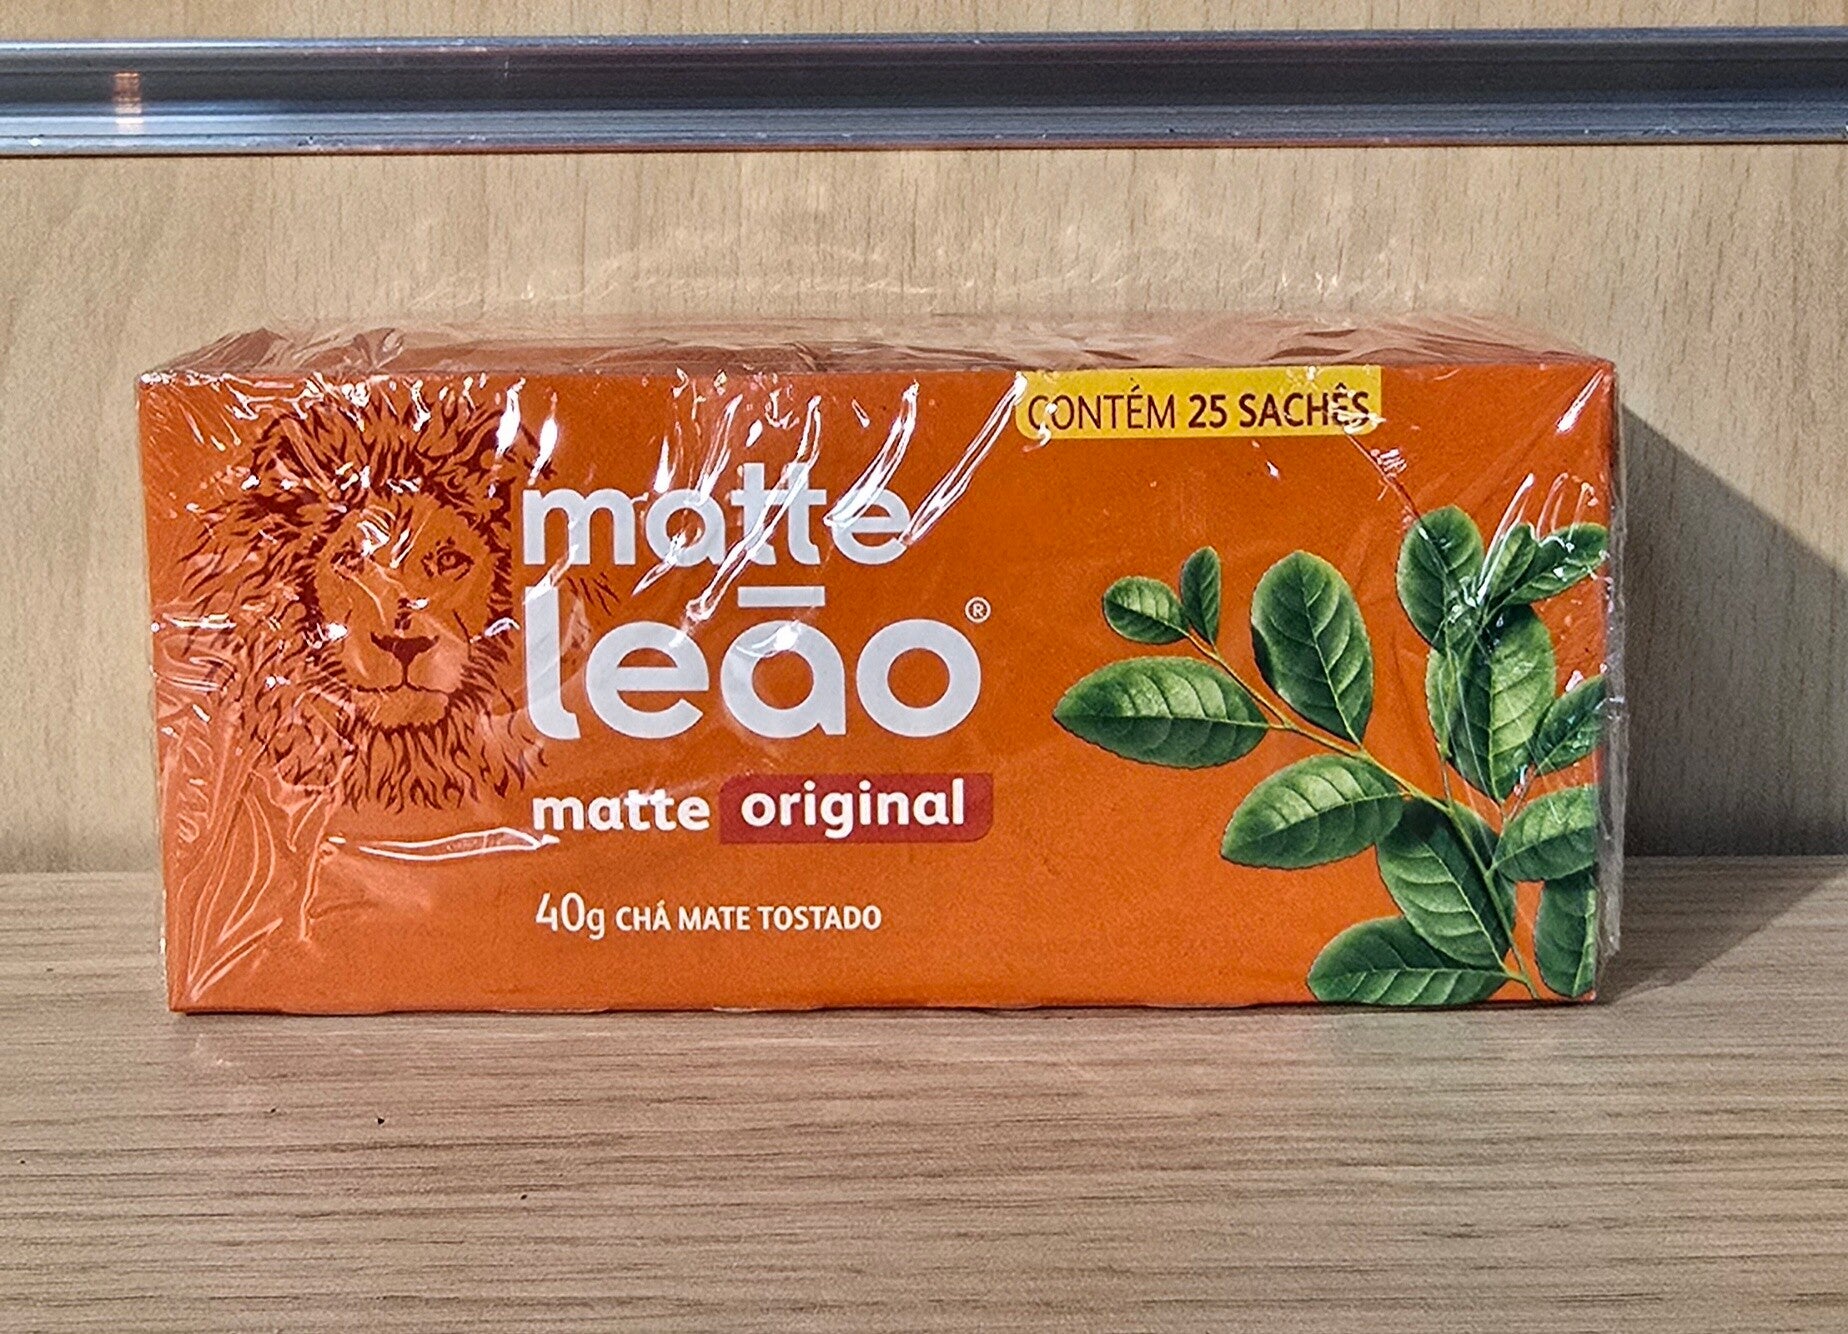 CONTÉM 25 SACHÊS
matte
leão®
matte original
40g CHÁ MATE TOSTADO